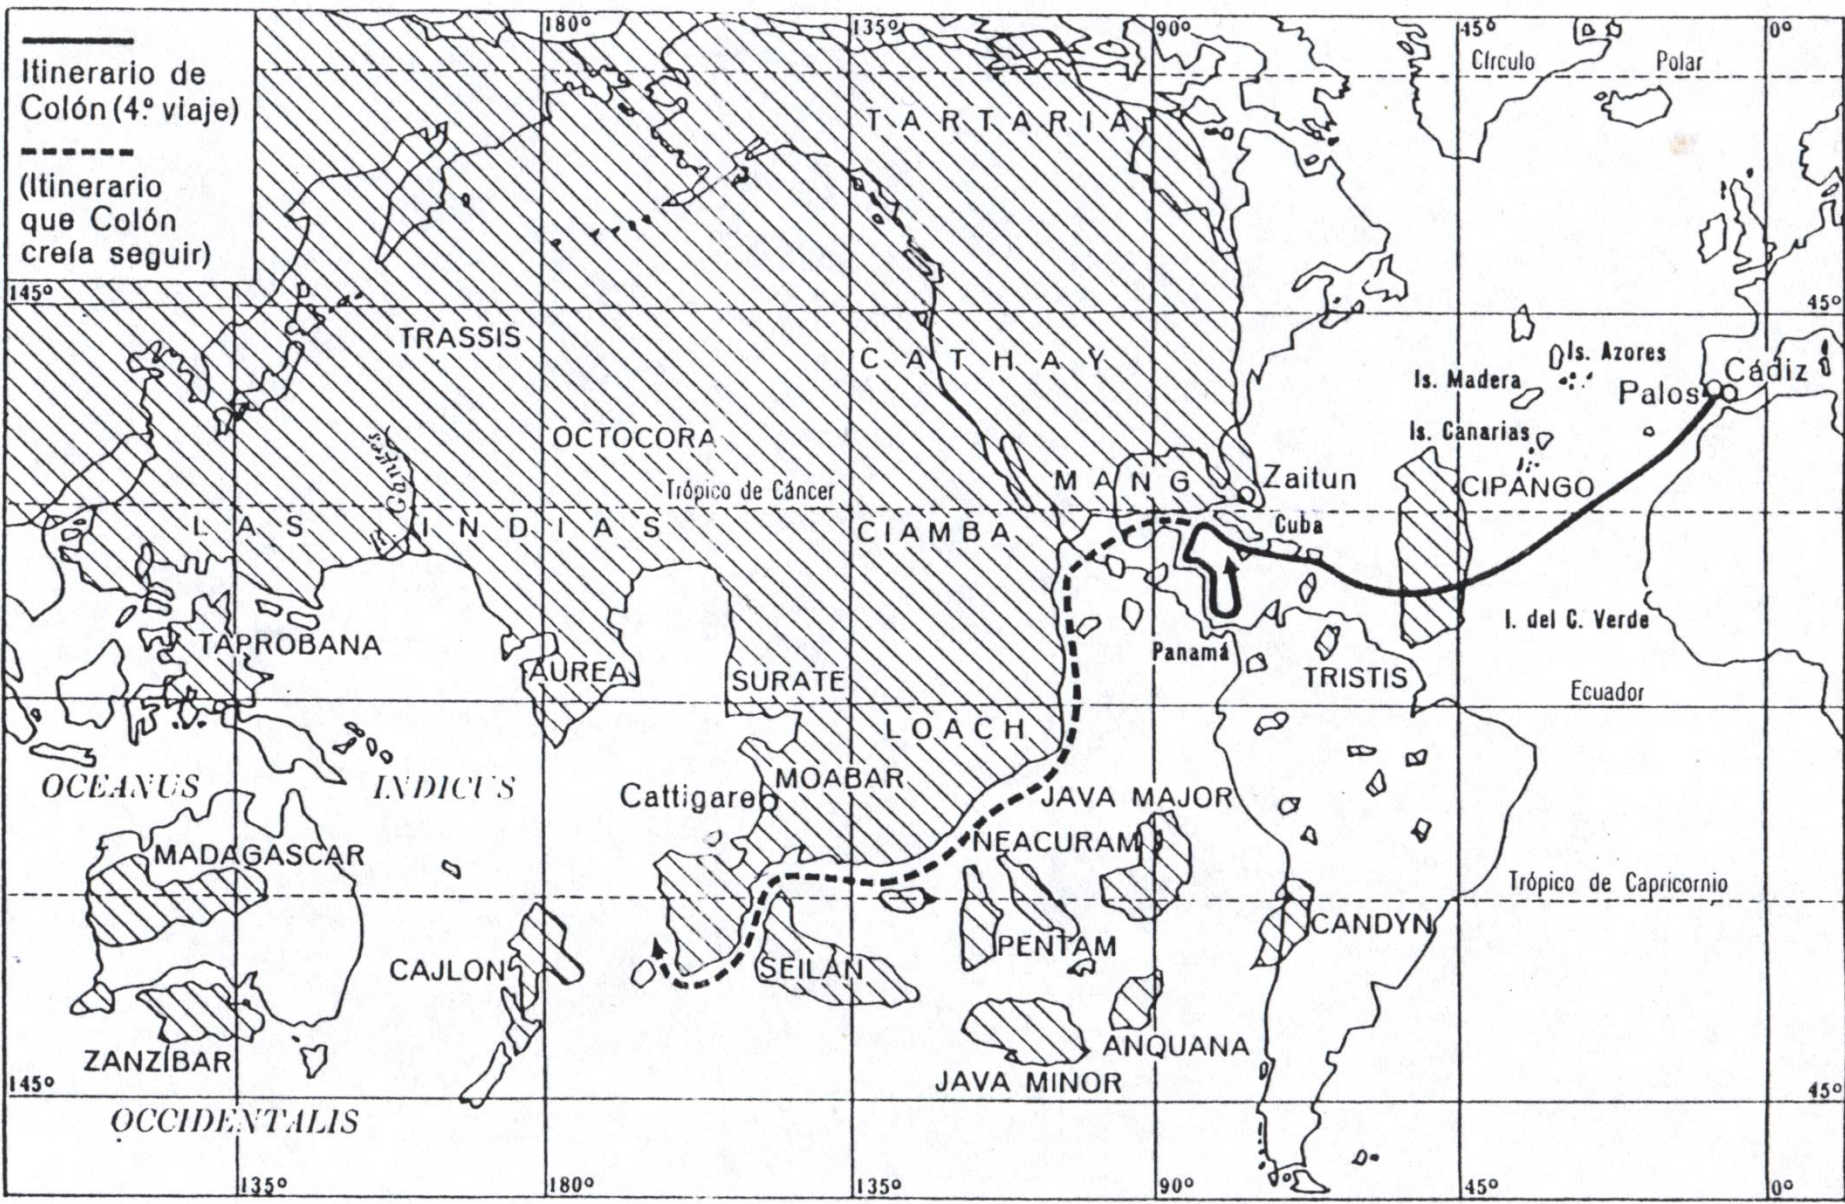 180º
135º
90º
45º
0º
Itinerario de
Colón (4.º viaje)
(Itinerario
que Colón
creía seguir)
Círculo Polar
TARTARIA
145º
45º
TRASSIS
CATHAY
Is. Azores
Is. Madera
Palos
Cádiz
OCTOCORA
Is. Canarias
R. Ganges
Trópico de Cáncer
MANG
Zaitun
CIPANGO
LAS INDIAS
CIAMBA
Cuba
I. del C. Verde
TAPROBANA
AUREA
SURATE
Panamá
TRISTIS
Ecuador
LOACH
OCEANUS INDICUS
Cattigare
MOABAR
JAVA MAJOR
NEACURAM
MADAGASCAR
Trópico de Capricornio
CANDYN
CAJLON
SEILAN
PENTAM
ZANZÍBAR
ANQUANA
JAVA MINOR
145º
45º
OCCIDENTALIS
135º
180º
135º
90º
45º
0º